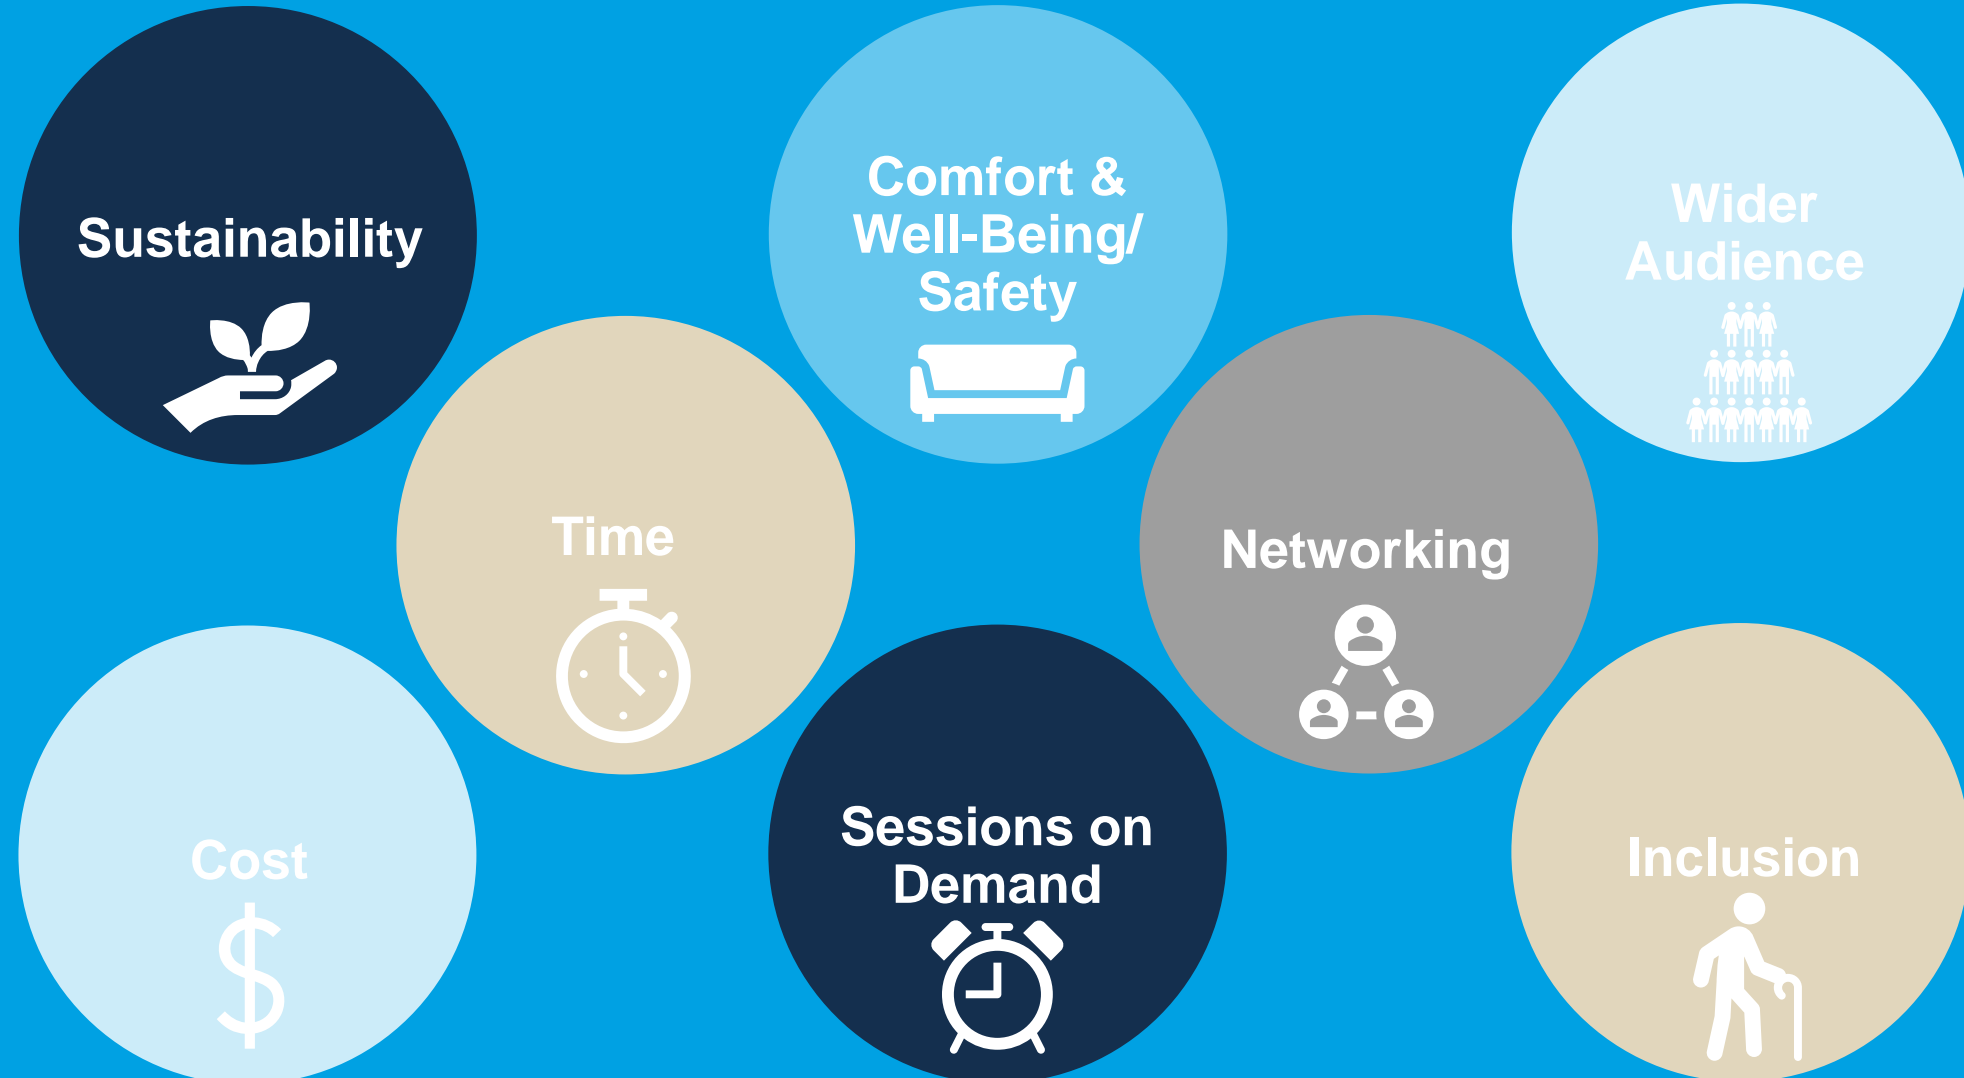 Sustainability
Comfort &
Well-Being/
Safety
Wider
Audience
Time
Networking
Cost
Sessions on
Demand
Inclusion